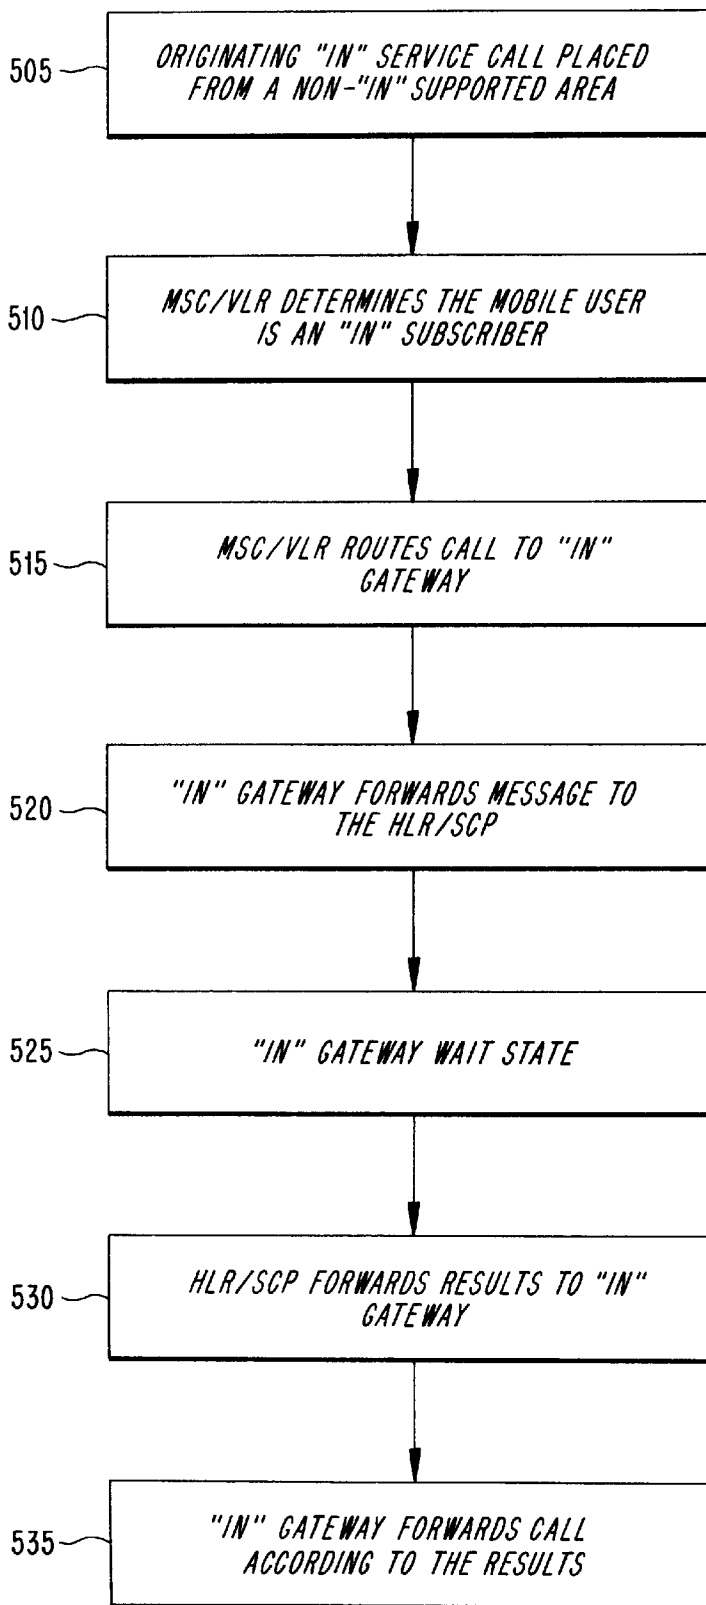 505
ORIGINATING "IN" SERVICE CALL PLACED
FROM A NON-"IN" SUPPORTED AREA
510
MSC/VLR DETERMINES THE MOBILE USER
IS AN "IN" SUBSCRIBER
515
MSC/VLR ROUTES CALL TO "IN"
GATEWAY
520
"IN" GATEWAY FORWARDS MESSAGE TO
THE HLR/SCP
525
"IN" GATEWAY WAIT STATE
530
HLR/SCP FORWARDS RESULTS TO "IN"
GATEWAY
535
"IN" GATEWAY FORWARDS CALL
ACCORDING TO THE RESULTS